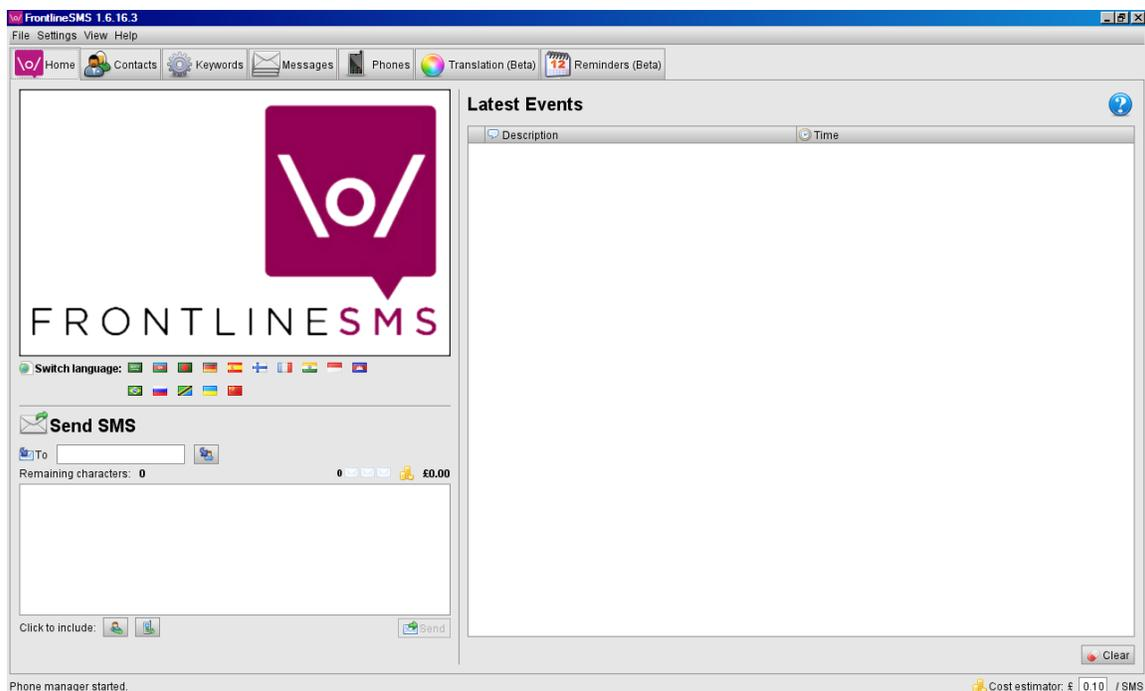 FrontlineSMS 1.6.16.3
File Settings View Help
\o/ Home Contacts Keywords Messages Phones Translation (Beta) 12 Reminders (Beta)
\o/
FRONTLINESMS
Switch language:
Send SMS
To
Remaining characters: 0 0 £0.00
Click to include: Send
Latest Events
?
Description Time
Clear
Phone manager started. Cost estimator: £ 0.10 / SMS